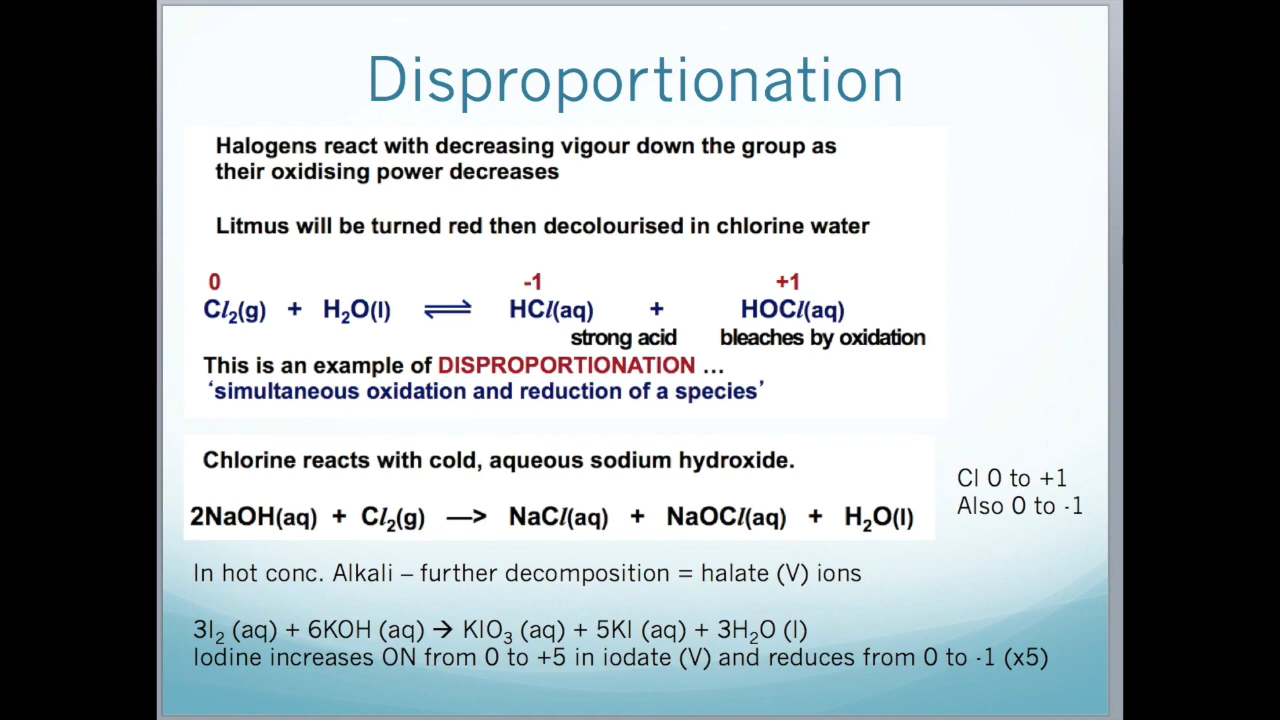 Disproportionation
Halogens react with decreasing vigour down the group as
their oxidising power decreases
Litmus will be turned red then decolourised in chlorine water
0 -1 +1
Cl₂(g) + H₂O(l) ⇌ HCl(aq) + HOCl(aq)
strong acid bleaches by oxidation
This is an example of DISPROPORTIONATION ...
‘simultaneous oxidation and reduction of a species’
Chlorine reacts with cold, aqueous sodium hydroxide.
2NaOH(aq) + Cl₂(g) —> NaCl(aq) + NaOCl(aq) + H₂O(l)
Cl 0 to +1
Also 0 to -1
In hot conc. Alkali – further decomposition = halate (V) ions
3I₂ (aq) + 6KOH (aq) → KIO₃ (aq) + 5KI (aq) + 3H₂O (l)
Iodine increases ON from 0 to +5 in iodate (V) and reduces from 0 to -1 (x5)